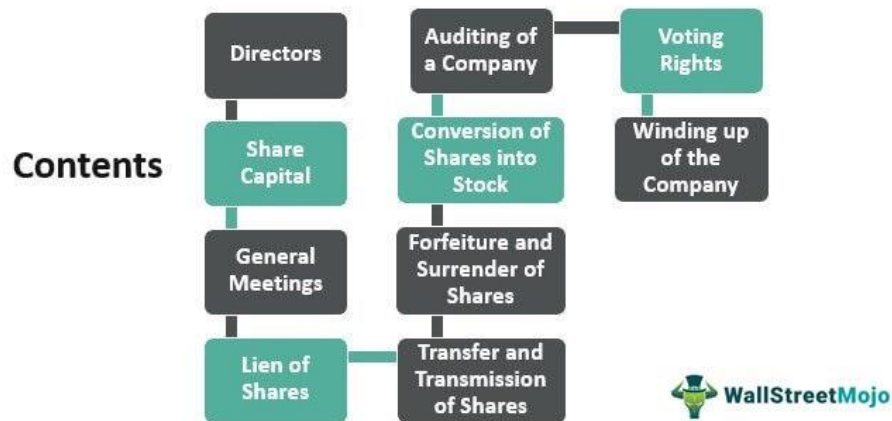 Contents
Directors
Share
Capital
General
Meetings
Lien of
Shares
Transfer and
Transmission
of Shares
Forfeiture and
Surrender of
Shares
Conversion of
Shares into
Stock
Auditing of
a Company
Voting
Rights
Winding up
of the
Company
WallStreetMojo